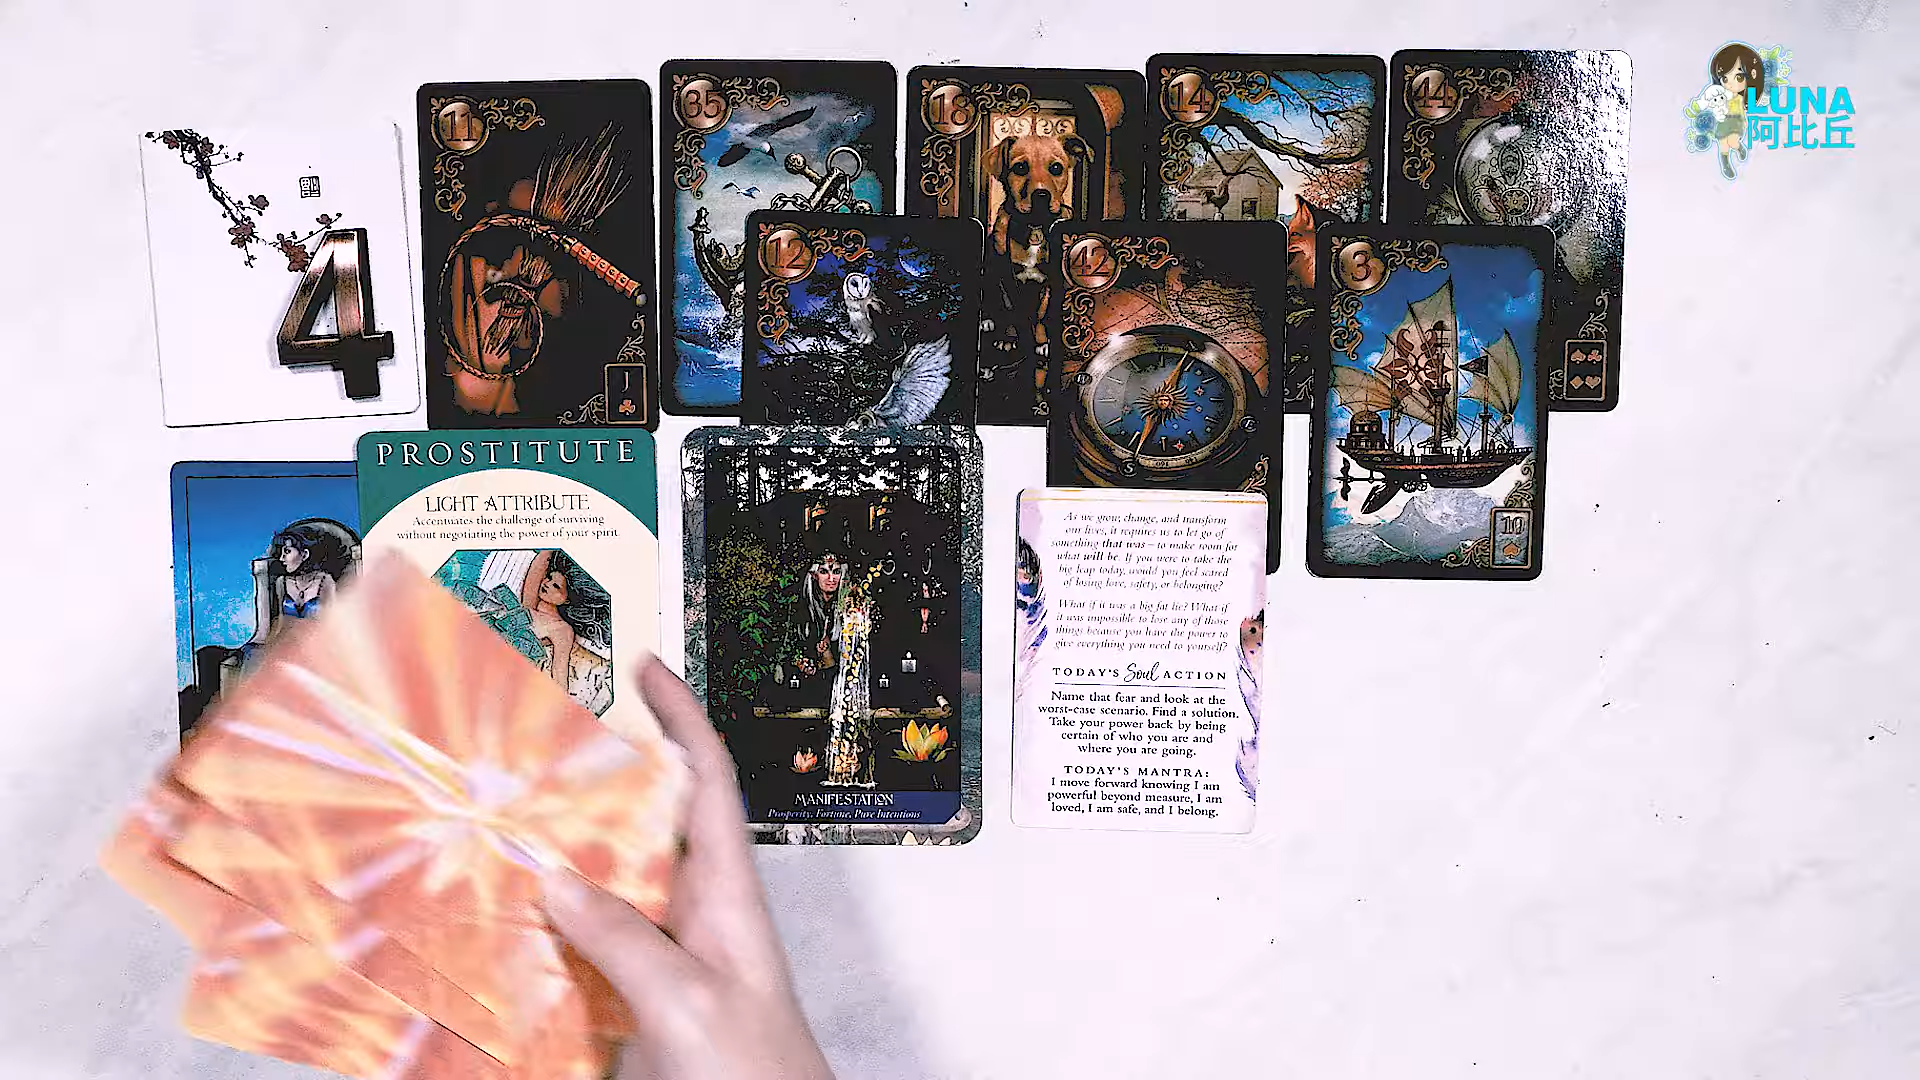 LUNA
阿比丘
11
35
18
14
44
4
J
12
42
3
S
10
PROSTITUTE
LIGHT ATTRIBUTE
Accentuates the challenge of surviving
without negotiating the power of your spirit.
MANIFESTATION
Prosperity, Fortune, Pure Intentions
As we grow, change, and transform
our lives, it requires us to let go of
something that was – to make room for
what will be. If you were to take the
big leap today, would you feel scared
of losing love, safety, or belonging?
What if it was a big fat lie? What if
it was impossible to lose any of those
things because you have the power to
give everything you need to yourself?
TODAY'S Soul ACTION
Name that fear and look at the
worst-case scenario. Find a solution.
Take your power back by being
certain of who you are and
where you are going.
TODAY'S MANTRA:
I move forward knowing I am
powerful beyond measure, I am
loved, I am safe, and I belong.